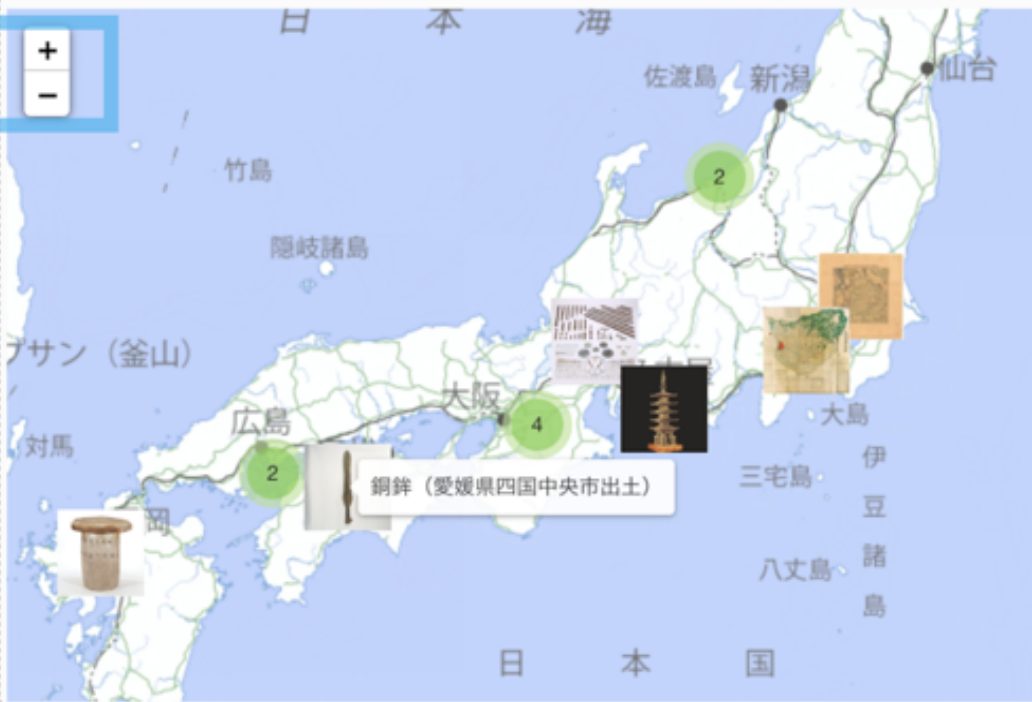 日本海
+
−
佐渡島
新潟
仙台
竹島
2
隠岐諸島
プサン（釜山）
大阪
4
広島
大島
対馬
2
銅鉾（愛媛県四国中央市出土）
三宅島
伊豆諸島
岡
八丈島
日本国